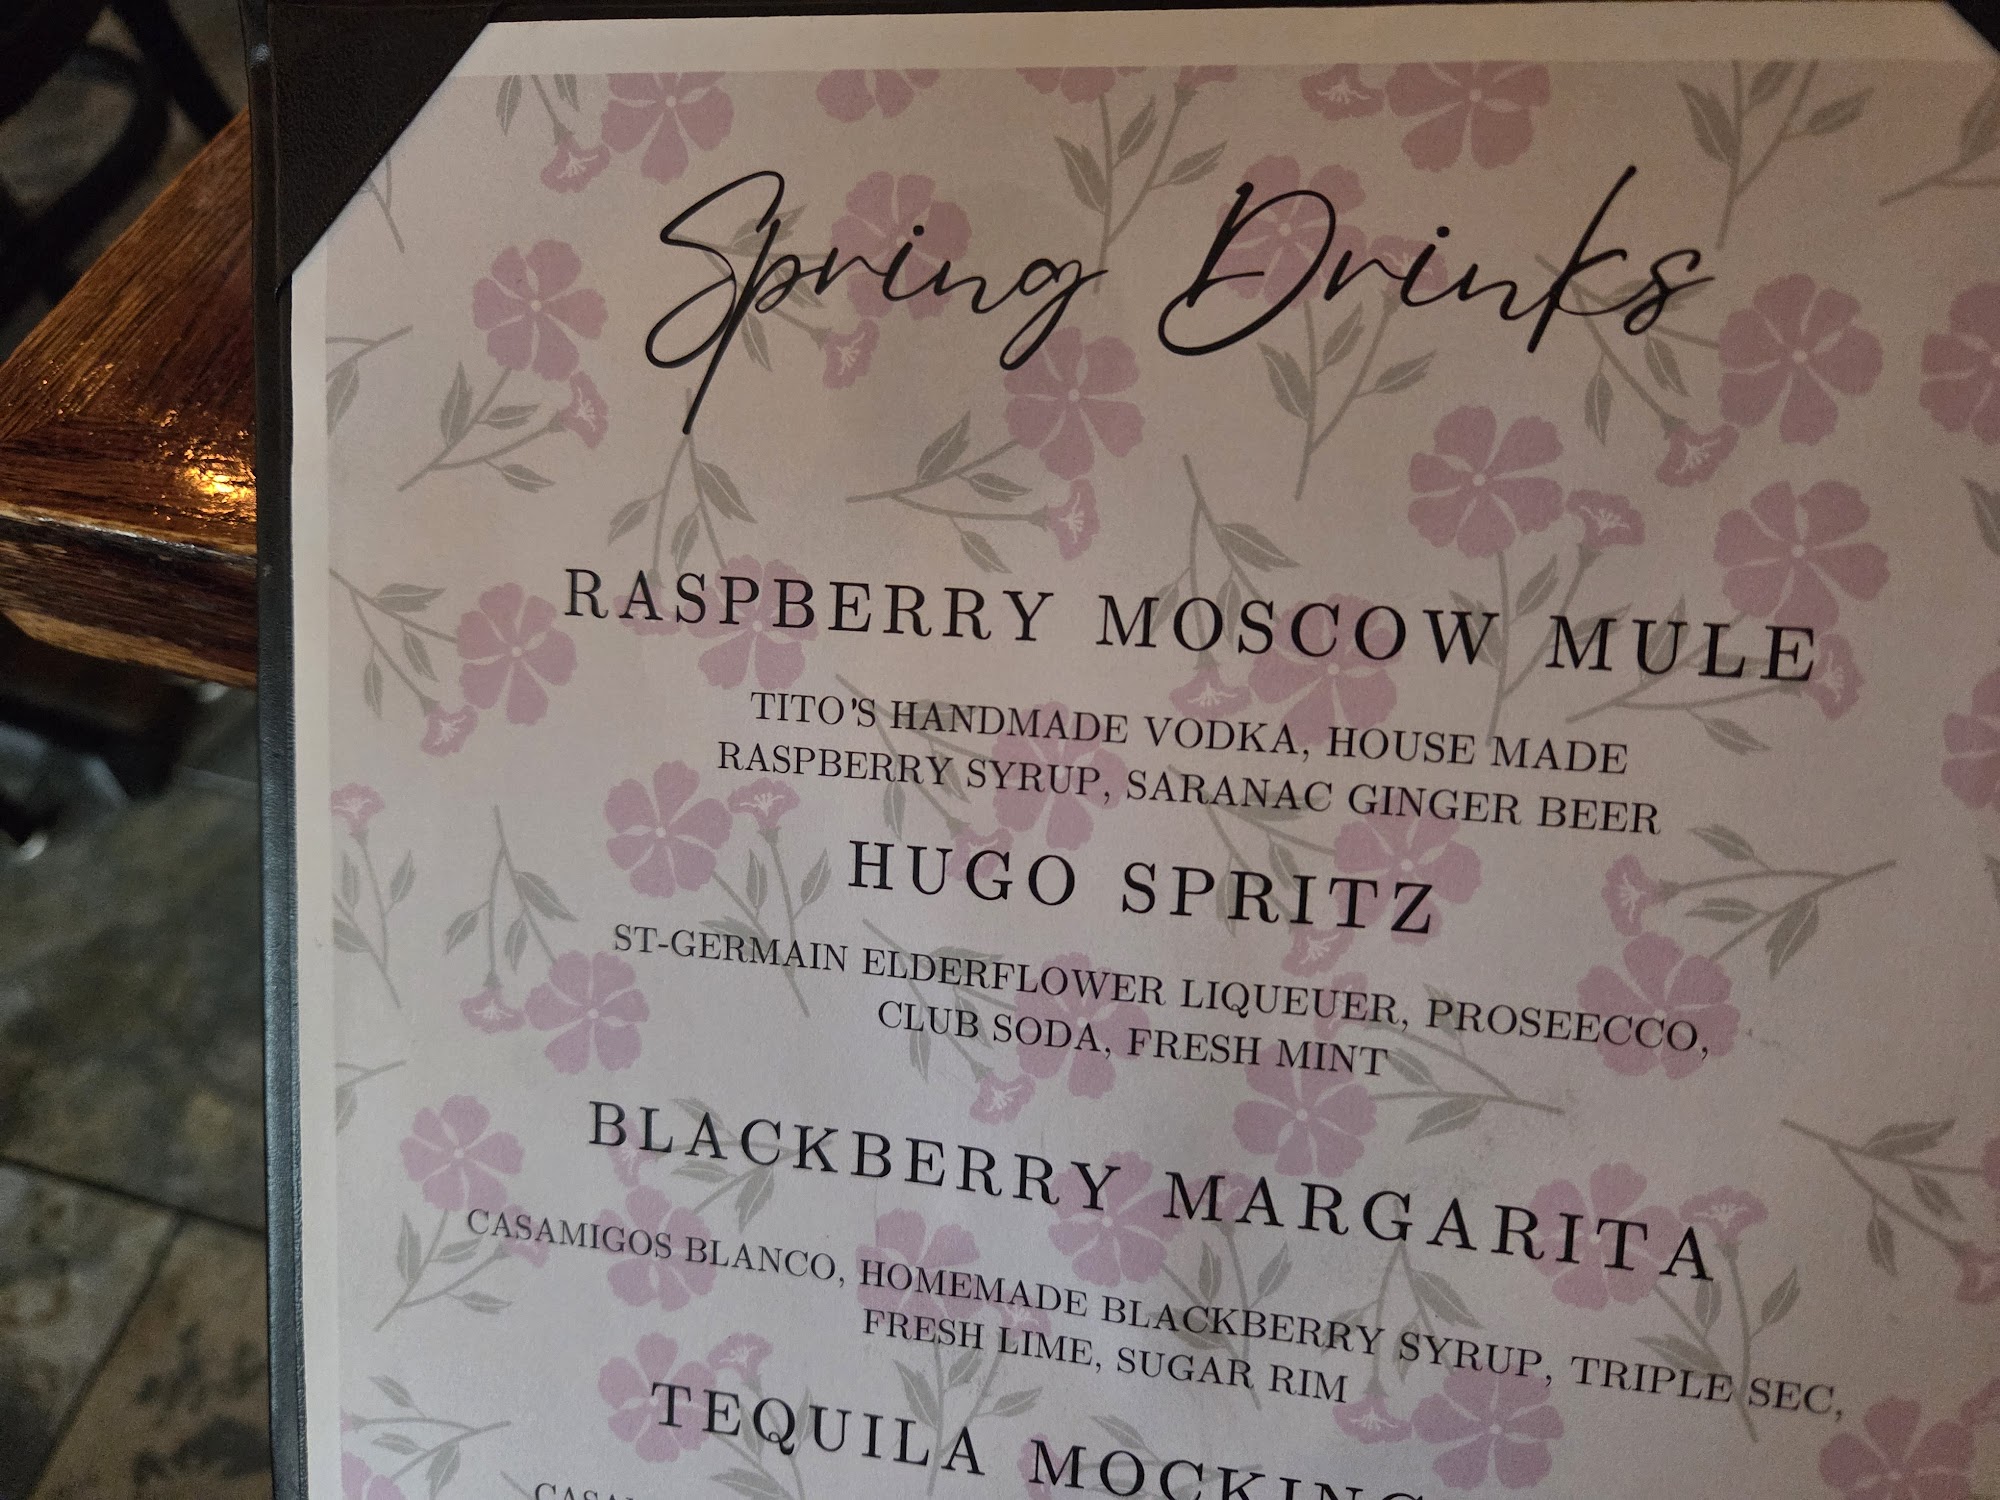 Spring Drinks
RASPBERRY MOSCOW MULE
TITO'S HANDMADE VODKA, HOUSE MADE
RASPBERRY SYRUP, SARANAC GINGER BEER
HUGO SPRITZ
ST-GERMAIN ELDERFLOWER LIQUEUER, PROSEECCO,
CLUB SODA, FRESH MINT
BLACKBERRY MARGARITA
CASAMIGOS BLANCO, HOMEMADE BLACKBERRY SYRUP, TRIPLE SEC,
FRESH LIME, SUGAR RIM
TEQUILA